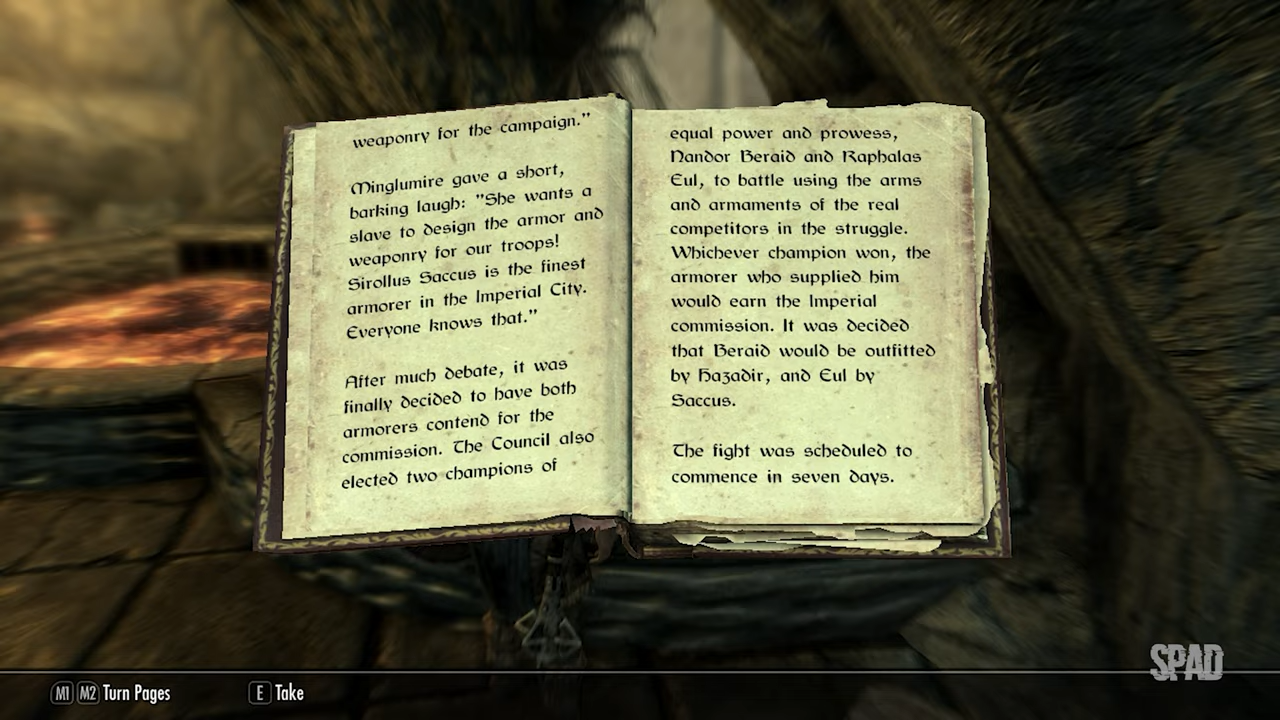 weaponry for the campaign."
Minglumire gave a short,
barking laugh: "She wants a
slave to design the armor and
weaponry for our troops!
Sirollus Saccus is the finest
armorer in the Imperial City.
Everyone knows that."
After much debate, it was
finally decided to have both
armorers contend for the
commission. The Council also
elected two champions of
equal power and prowess,
Nandor Beraid and Raphalas
Eul, to battle using the arms
and armaments of the real
competitors in the struggle.
Whichever champion won, the
armorer who supplied him
would earn the Imperial
commission. It was decided
that Beraid would be outfitted
by Hazadir, and Eul by
Saccus.
The fight was scheduled to
commence in seven days.
SPAD
M1 M2 Turn Pages E Take